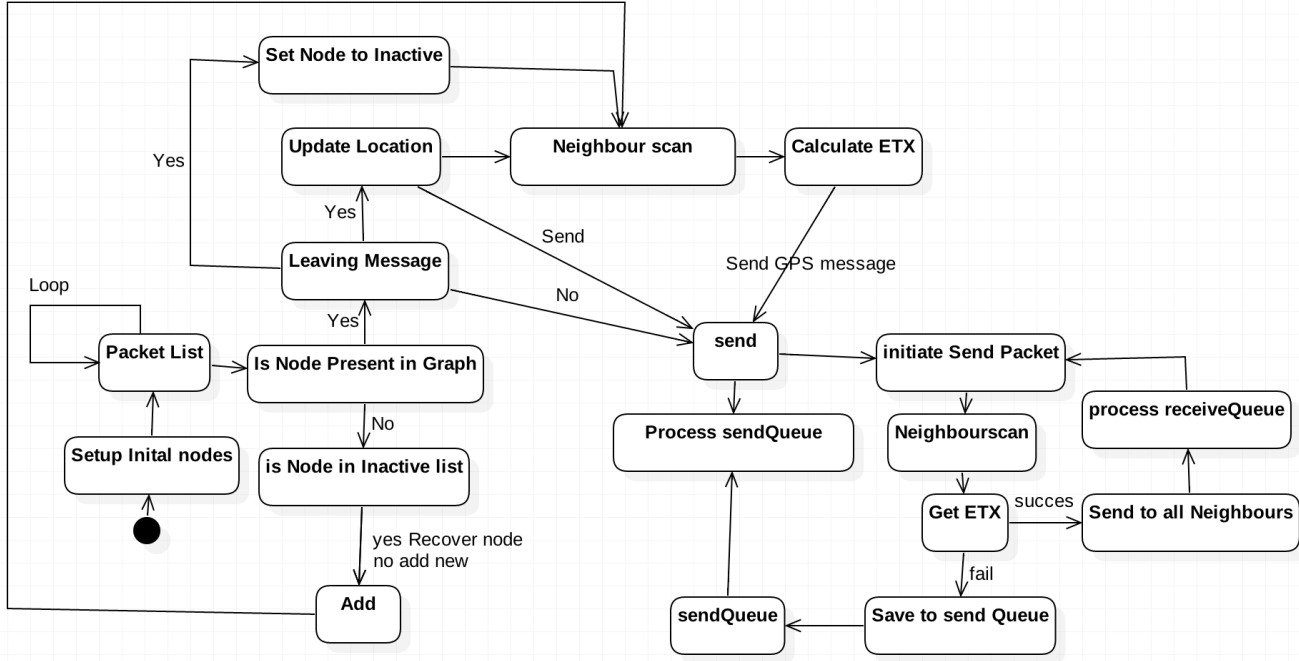 Set Node to Inactive
Update Location
Neighbour scan
Calculate ETX
Yes
Yes
Send
Leaving Message
Send GPS message
Loop
No
Yes
send
Packet List
Is Node Present in Graph
initiate Send Packet
process receiveQueue
No
Process sendQueue
Neighbourscan
Setup Inital nodes
is Node in Inactive list
Get ETX
succes
Send to all Neighbours
yes Recover node
no add new
fail
Add
sendQueue
Save to send Queue